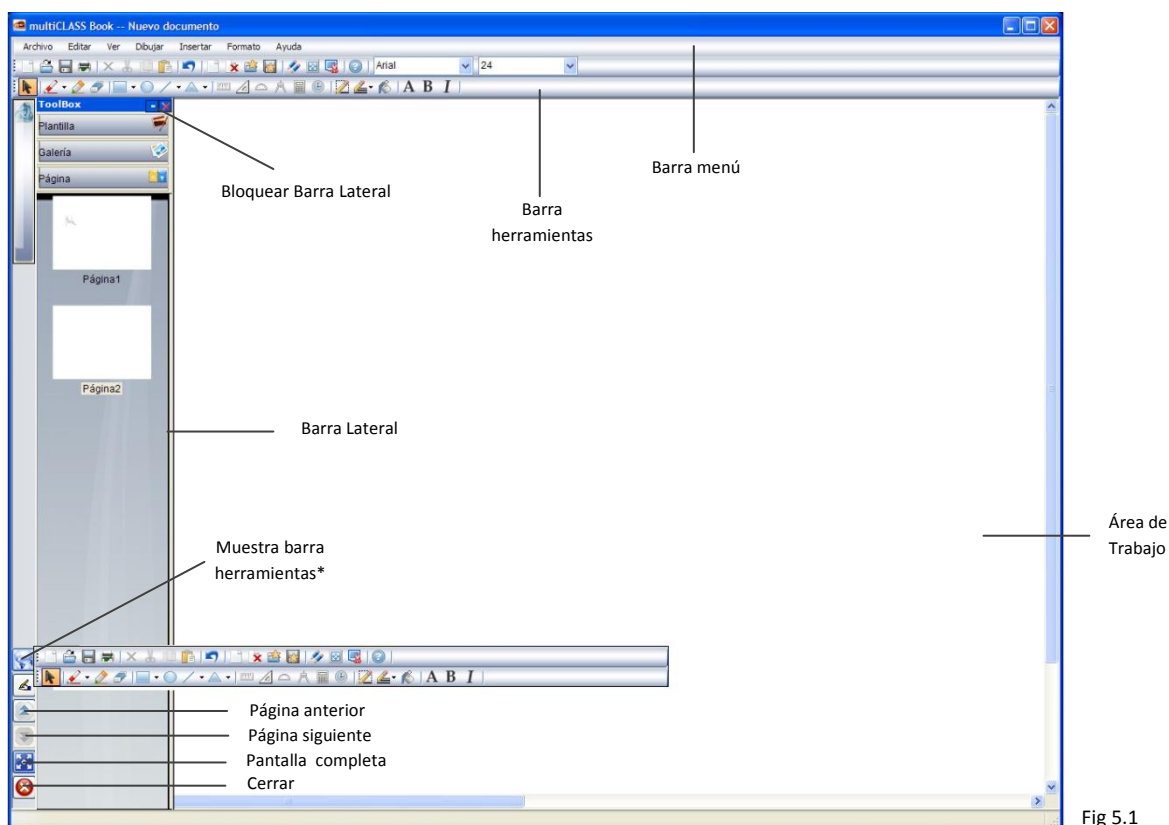 multiCLASS Book -- Nuevo documento
Archivo Editar Ver Dibujar Insertar Formato Ayuda
Arial 24
A B I
ToolBox
Plantilla
Galería
Página
Bloquear Barra Lateral
Barra menú
Barra
herramientas
Página1
Página2
Barra Lateral
Área de
Trabajo
Muestra barra
herramientas*
A B I
Página anterior
Página siguiente
Pantalla completa
Cerrar
Fig 5.1